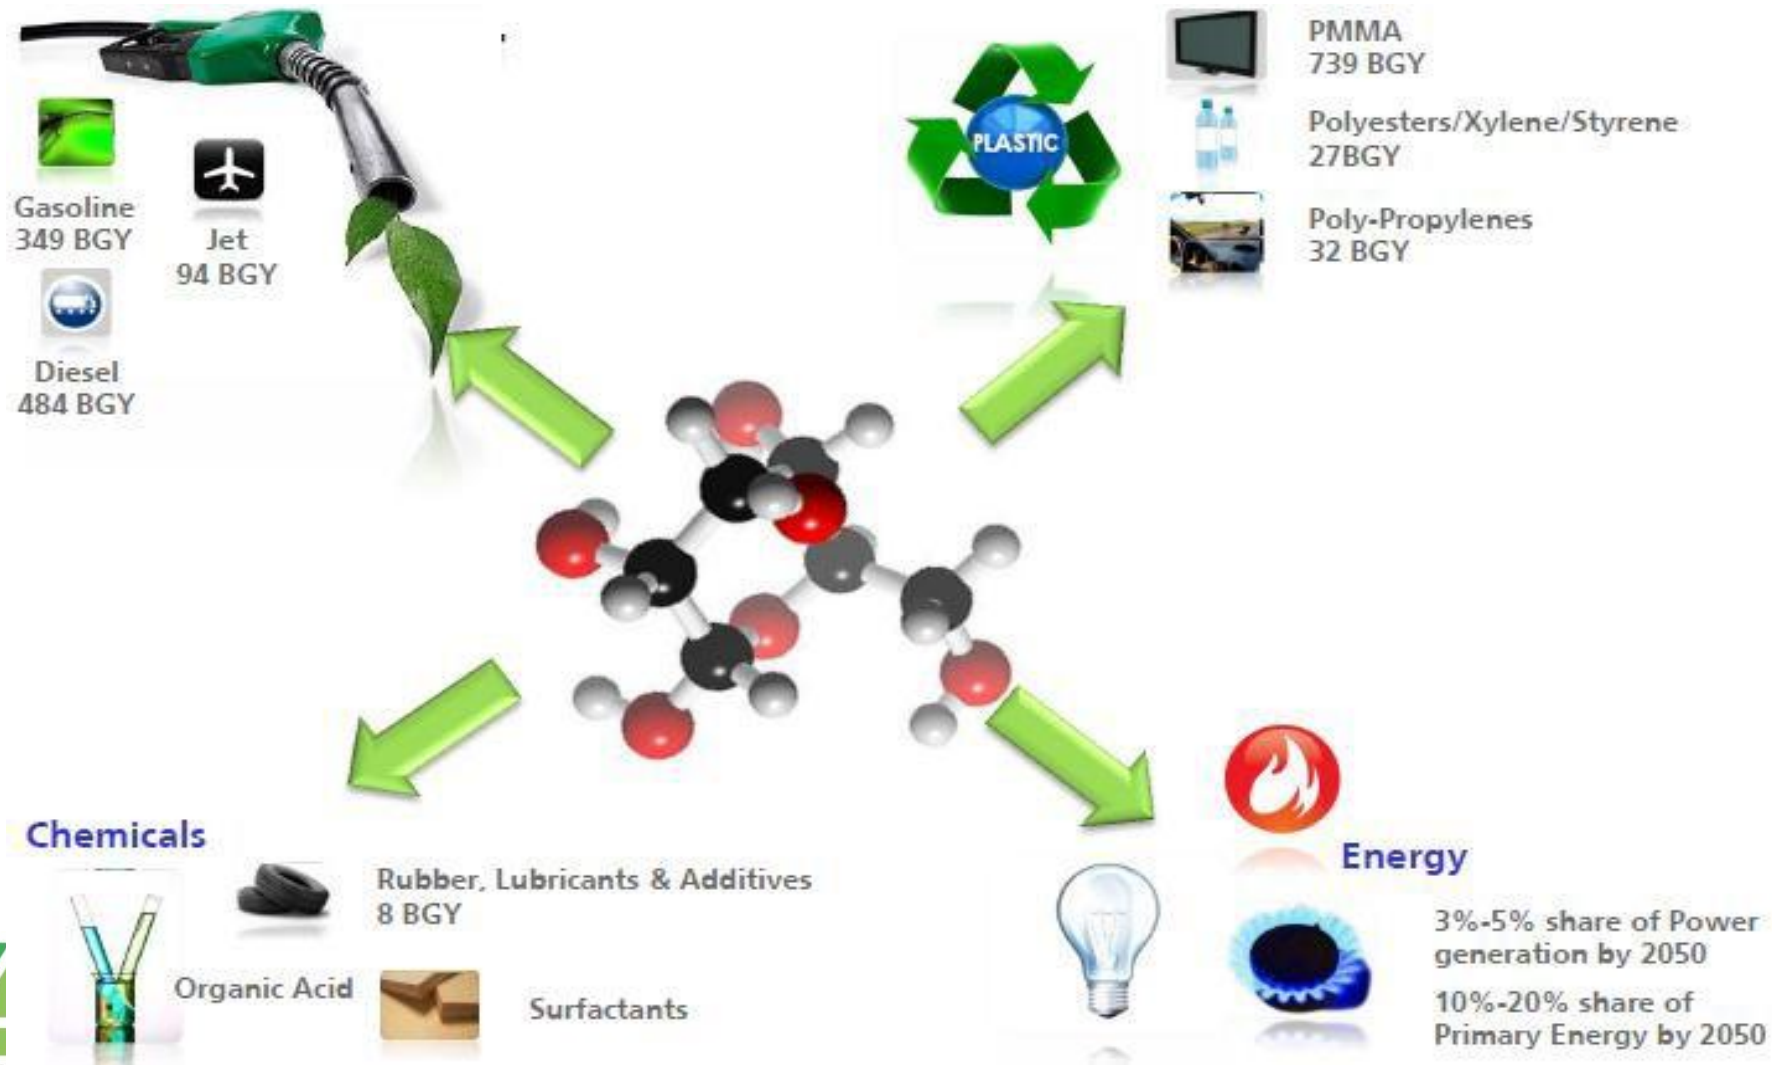 Gasoline
349 BGY
Jet
94 BGY
Diesel
484 BGY
PLASTIC
PMMA
739 BGY
Polyesters/Xylene/Styrene
27BGY
Poly-Propylenes
32 BGY
Chemicals
Rubber, Lubricants & Additives
8 BGY
Organic Acid
Surfactants
Energy
3%-5% share of Power
generation by 2050
10%-20% share of
Primary Energy by 2050